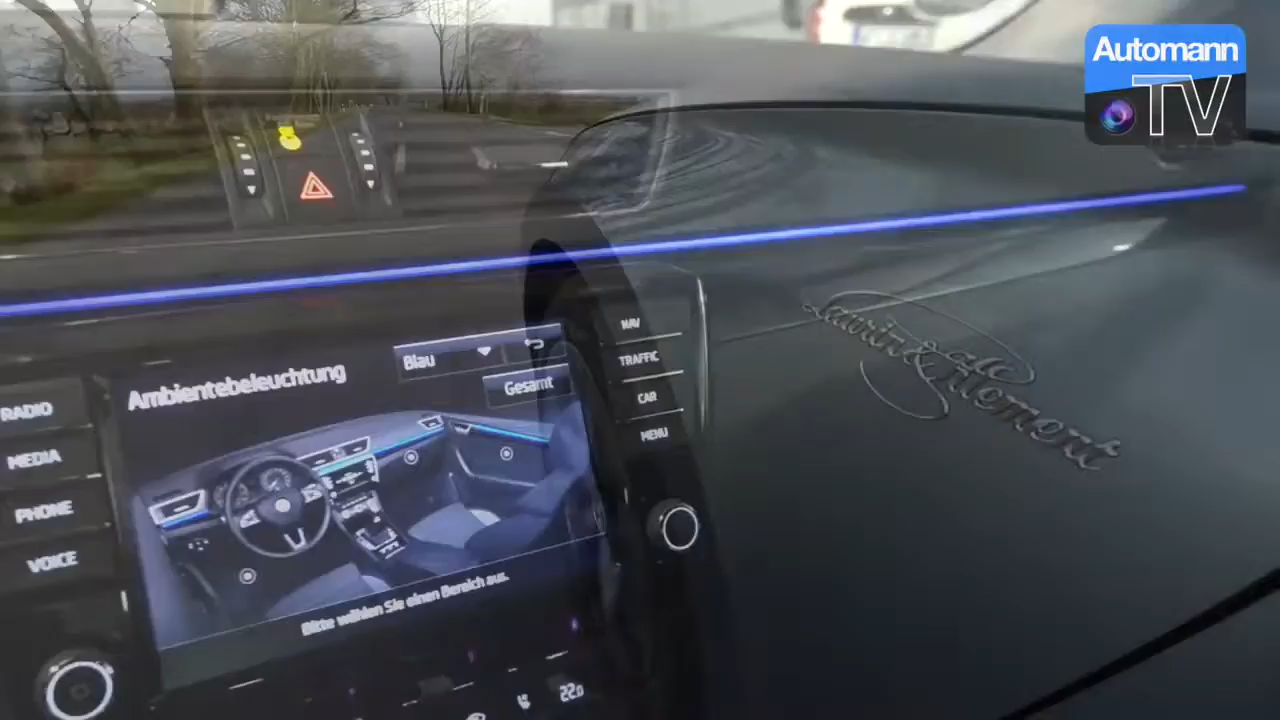 Automann
TV
NAV
TRAFFIC
CAR
MENU
Laurin & Klement
Blau
Ambientebeleuchtung
Gesamt
RADIO
MEDIA
PHONE
VOICE
Bitte wählen Sie einen Bereich aus.
22.0